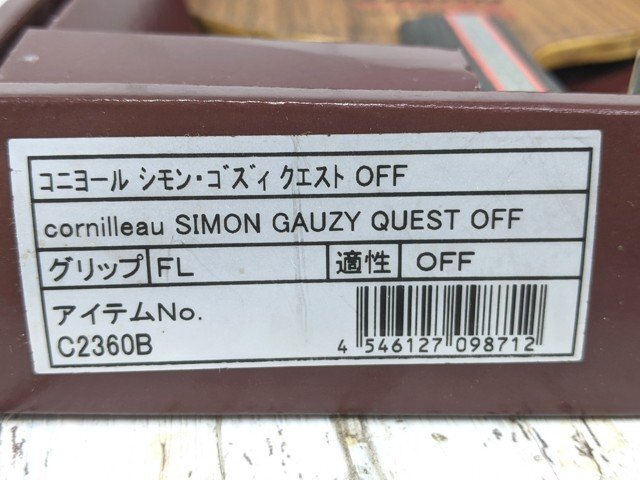 コニヨール シモン・ゴズィ クエスト OFF
cornilleau SIMON GAUZY QUEST OFF
グリップ FL 適性 OFF
アイテムNo.
C2360B
4 546127 098712